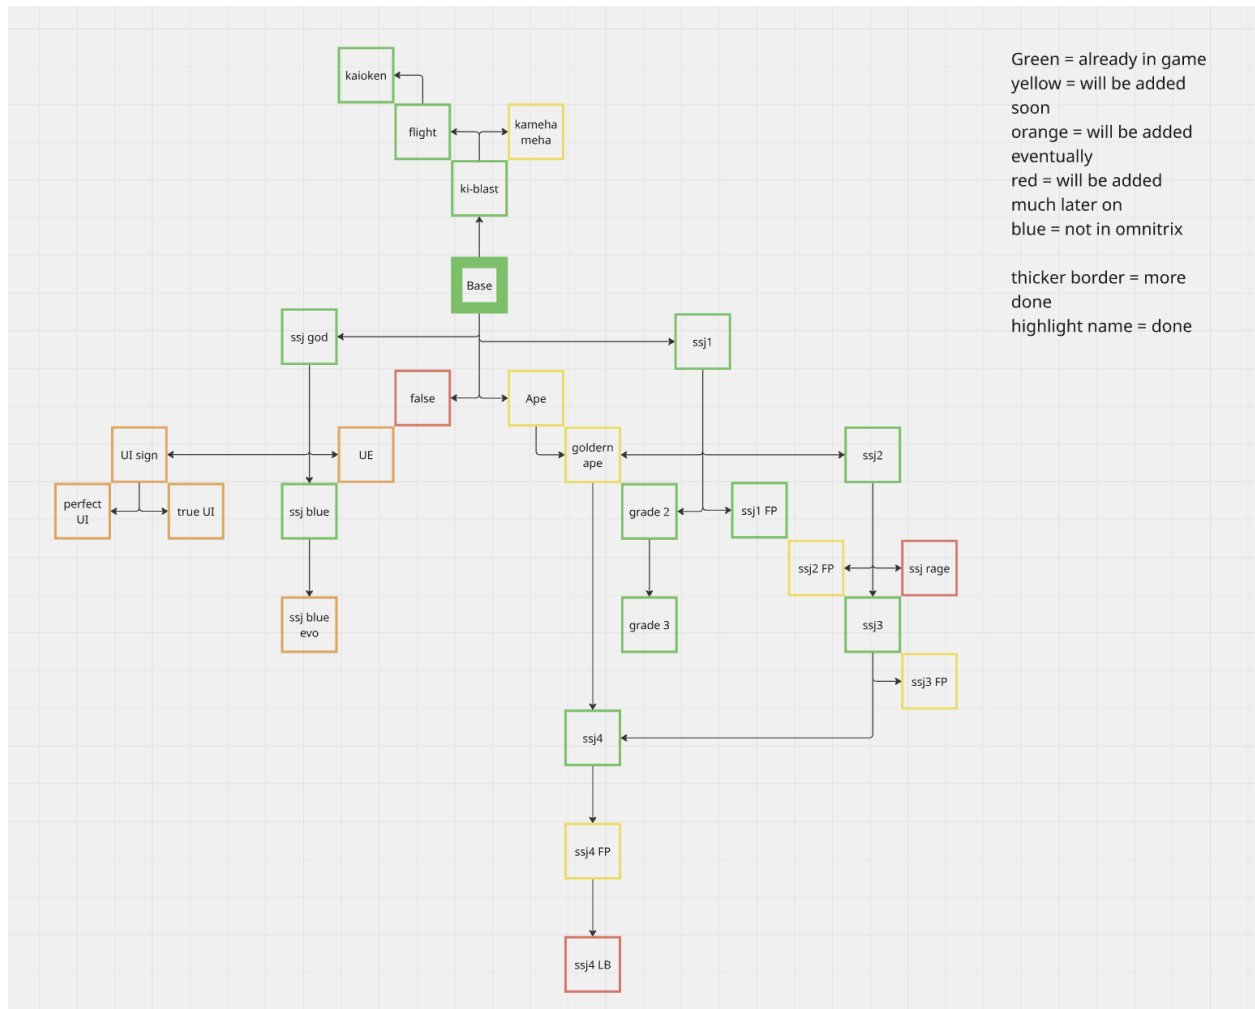 kaioken
flight
kameha
meha
ki-blast
Base
ssj god
ssj1
false
Ape
UI sign
UE
goldern
ape
ssj2
perfect
UI
true UI
ssj blue
grade 2
ssj1 FP
ssj2 FP
ssj rage
ssj blue
evo
grade 3
ssj3
ssj3 FP
ssj4
ssj4 FP
ssj4 LB
Green = already in game
yellow = will be added
soon
orange = will be added
eventually
red = will be added
much later on
blue = not in omnitrix
thicker border = more
done
highlight name = done